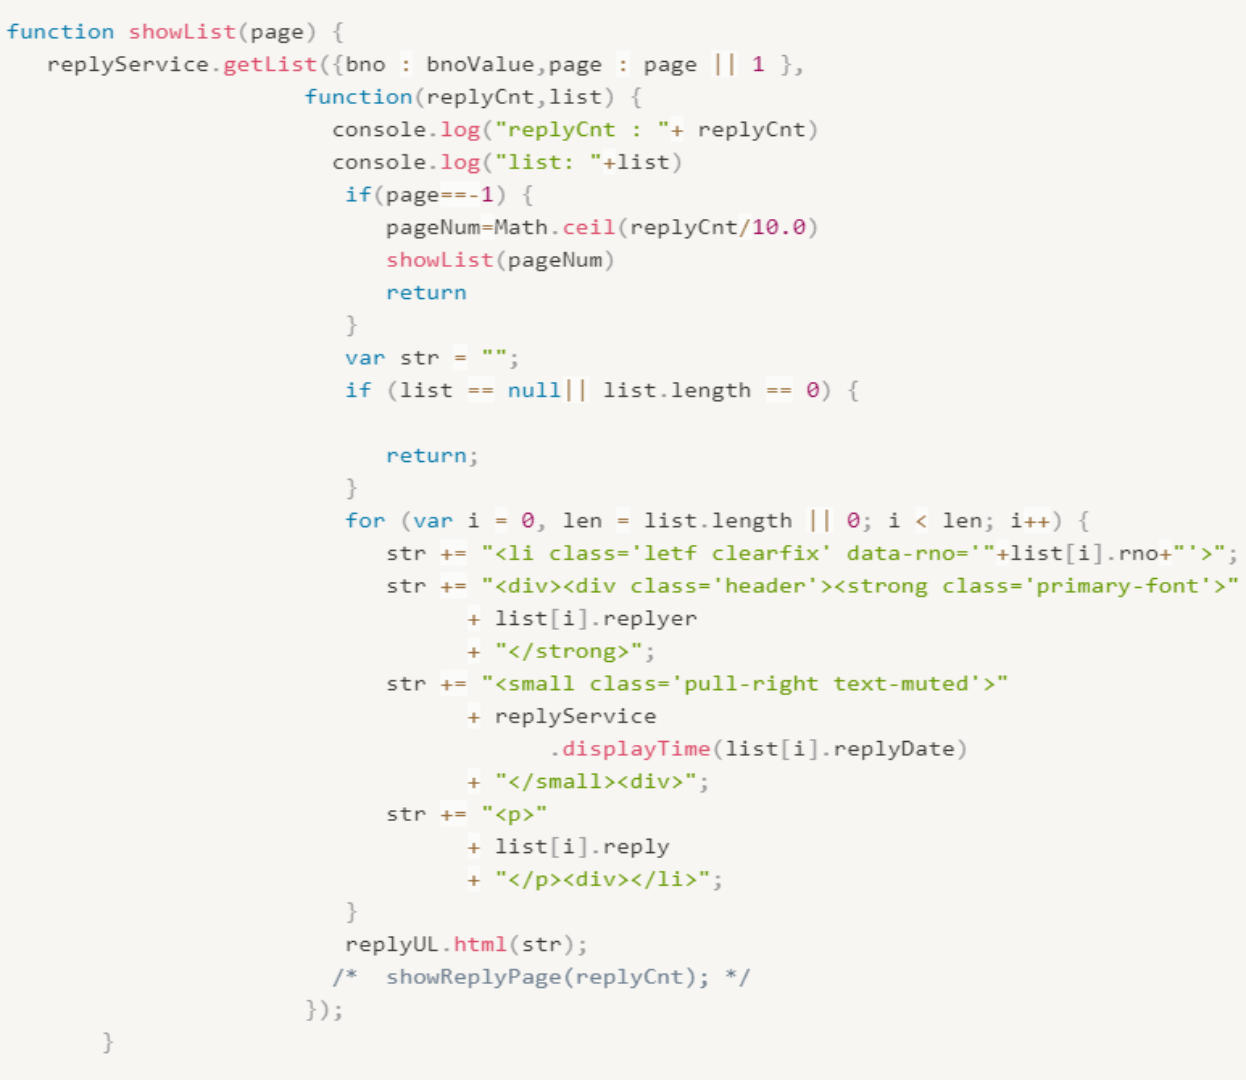 function showList(page) {
replyService.getList({bno : bnoValue,page : page || 1 },
function(replyCnt,list) {
console.log("replyCnt : "+ replyCnt)
console.log("list: "+list)
if(page==-1) {
pageNum=Math.ceil(replyCnt/10.0)
showList(pageNum)
return
}
var str = "";
if (list == null|| list.length == 0) {
return;
}
for (var i = 0, len = list.length || 0; i < len; i++) {
str += "<li class='letf clearfix' data-rno='"+list[i].rno+"'>";
str += "<div><div class='header'><strong class='primary-font'>"
+ list[i].replyer
+ "</strong>";
str += "<small class='pull-right text-muted'>"
+ replyService
.displayTime(list[i].replyDate)
+ "</small><div>";
str += "<p>"
+ list[i].reply
+ "</p><div></li>";
}
replyUL.html(str);
/* showReplyPage(replyCnt); */
});
}